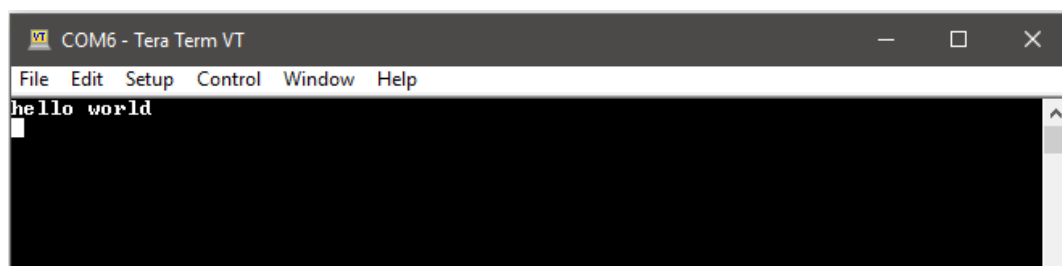 COM6 - Tera Term VT
File Edit Setup Control Window Help
hello world